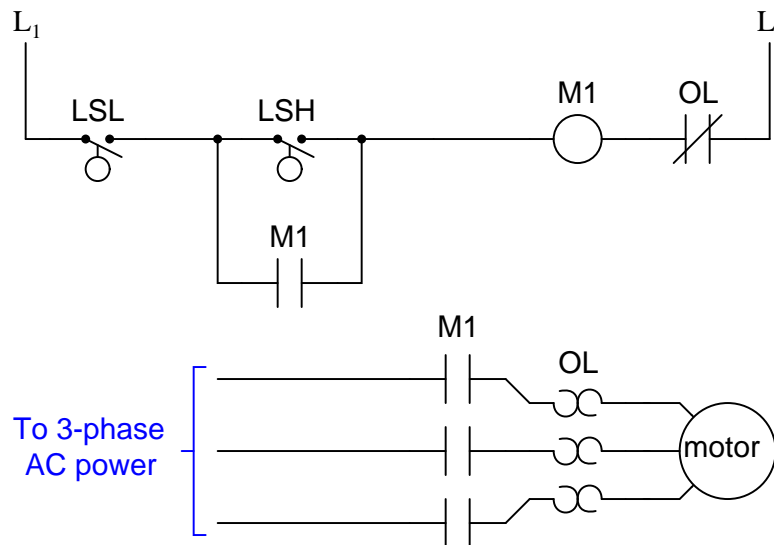 L₁
L
LSL
LSH
M1
OL
M1
M1
OL
To 3-phase
AC power
motor